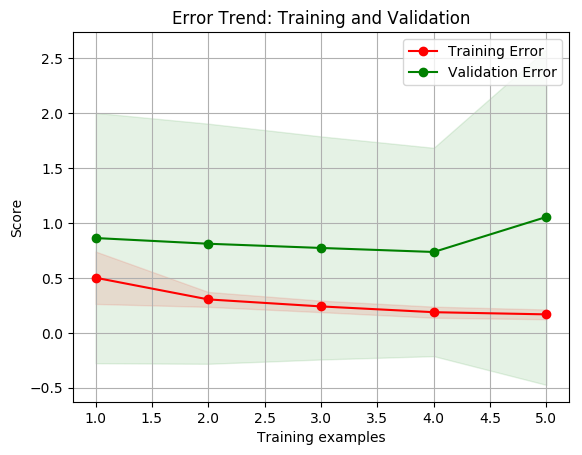 Error Trend: Training and Validation
Training Error
Validation Error
Score
2.5
2.0
1.5
1.0
0.5
0.0
−0.5
1.0 1.5 2.0 2.5 3.0 3.5 4.0 4.5 5.0
Training examples